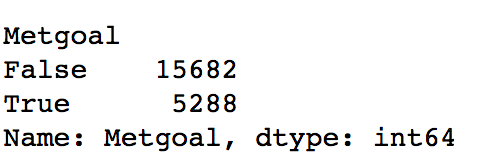 Metgoal
False    15682
True      5288
Name: Metgoal, dtype: int64